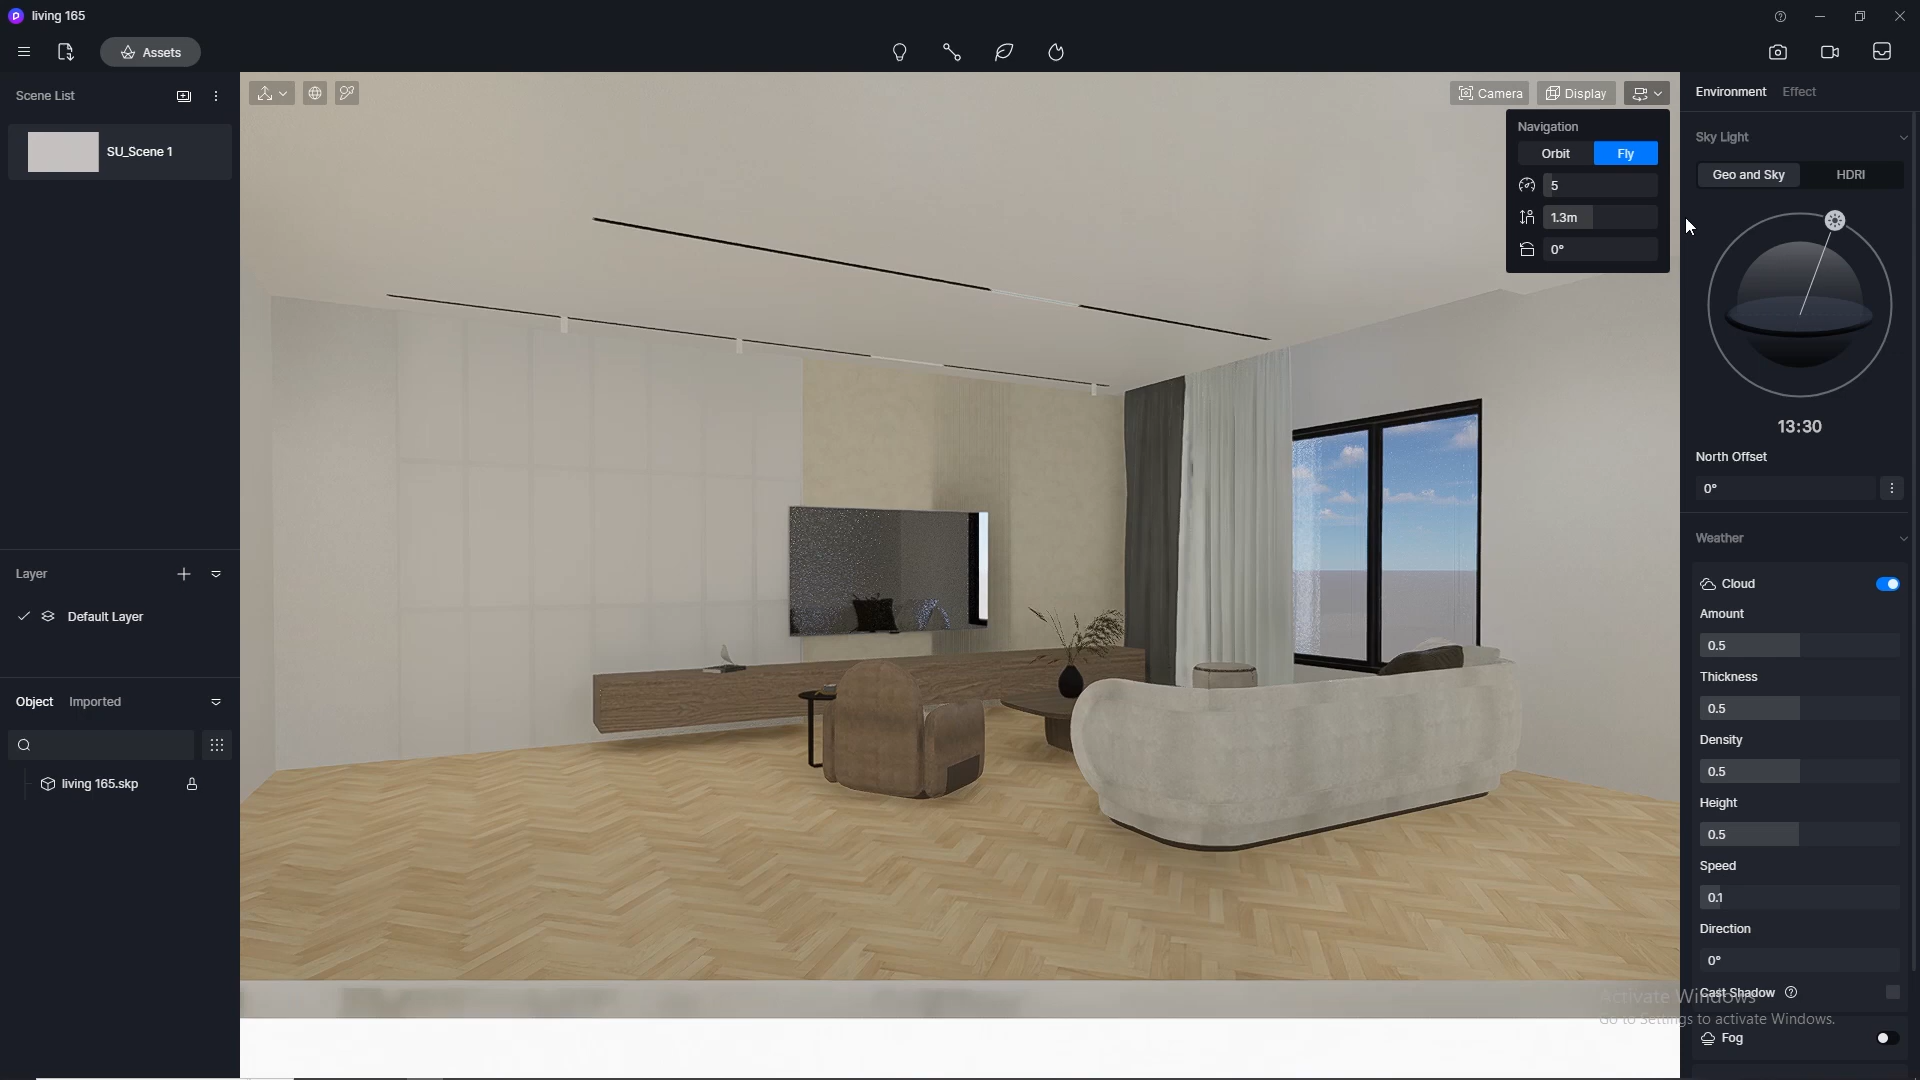 living 165
Assets
Scene List
SU_Scene 1
Camera
Display
Navigation
Orbit
Fly
5
1.3m
0°
Environment
Effect
Sky Light
Geo and Sky
HDRI
13:30
North Offset
0°
Weather
Cloud
Amount
0.5
Thickness
0.5
Density
0.5
Height
0.5
Speed
0.1
Direction
0°
Cast Shadow
Activate Windows
Go to Settings to activate Windows.
Fog
Layer
Default Layer
Object
Imported
living 165.skp